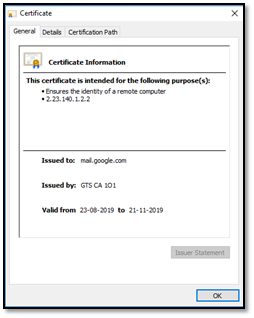 Certificate
General
Details
Certification Path
Certificate Information
This certificate is intended for the following purpose(s):
• Ensures the identity of a remote computer
• 2.23.140.1.2.2
Issued to: mail.google.com
Issued by: GTS CA 1O1
Valid from 23-08-2019 to 21-11-2019
Issuer Statement
OK